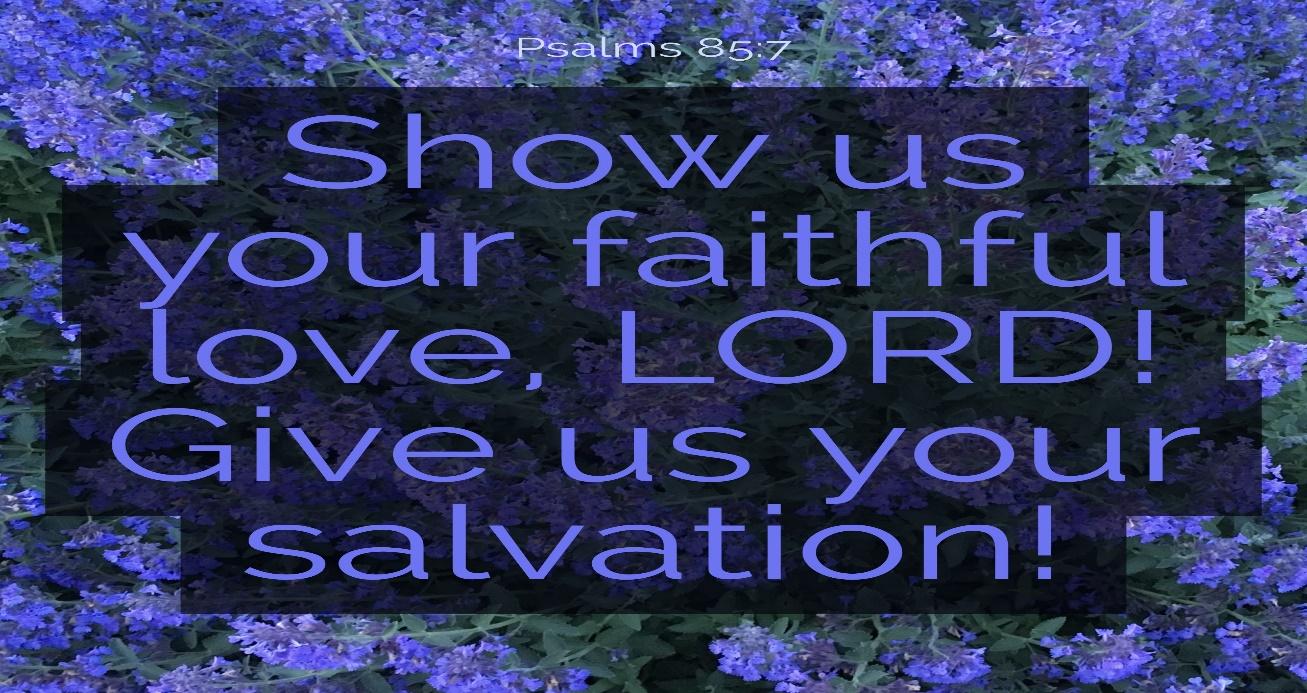 Psalms 85:7
Show us
your faithful
love, LORD!
Give us your
salvation!